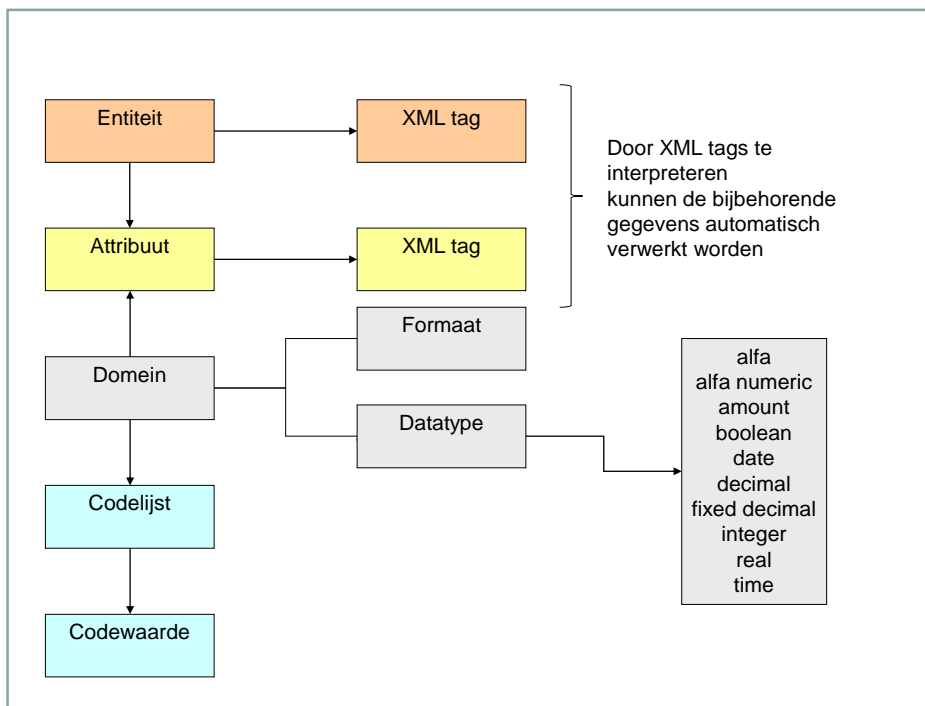 Entiteit
XML tag
Door XML tags te
interpreteren
kunnen de bijbehorende
gegevens automatisch
verwerkt worden
Attribuut
XML tag
Formaat
Domein
Datatype
alfa
alfa numeric
amount
boolean
date
decimal
fixed decimal
integer
real
time
Codelijst
Codewaarde